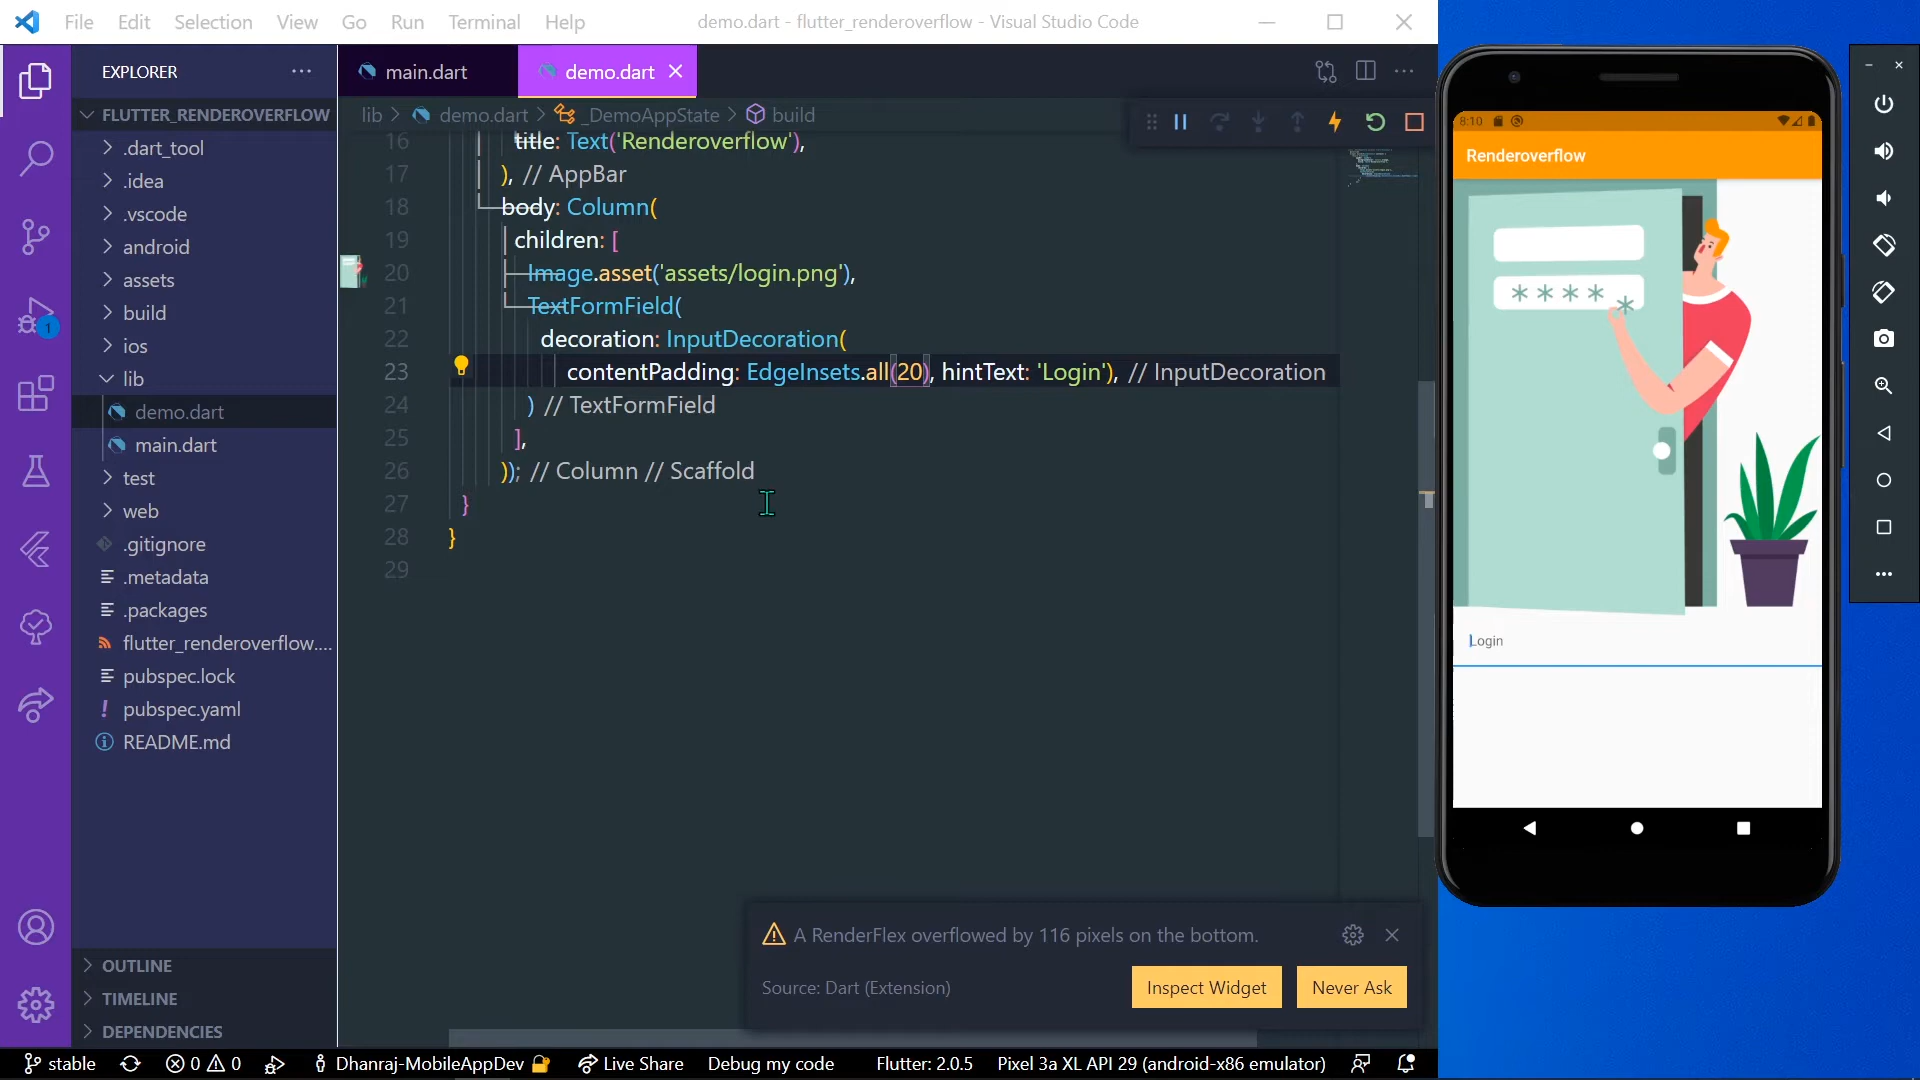 File Edit Selection View Go Run Terminal Help
demo.dart - flutter_renderoverflow - Visual Studio Code
EXPLORER
main.dart
demo.dart
FLUTTER_RENDEROVERFLOW
lib > demo.dart > _DemoAppState > build
.dart_tool
.idea
.vscode
android
assets
build
ios
lib
demo.dart
main.dart
test
web
.gitignore
.metadata
.packages
flutter_renderoverflow....
pubspec.lock
pubspec.yaml
README.md
OUTLINE
TIMELINE
DEPENDENCIES
1
16 title: Text('Renderoverflow'),
17 ), // AppBar
18 body: Column(
19 children: [
20 Image.asset('assets/login.png'),
21 TextFormField(
22 decoration: InputDecoration(
23 contentPadding: EdgeInsets.all(20), hintText: 'Login'), // InputDecoration
24 ) // TextFormField
25 ],
26 )); // Column // Scaffold
27 }
28 }
29
A RenderFlex overflowed by 116 pixels on the bottom.
Source: Dart (Extension)
Inspect Widget
Never Ask
stable 0 0 Dhanraj-MobileAppDev Live Share Debug my code Flutter: 2.0.5 Pixel 3a XL API 29 (android-x86 emulator)
8:10
Renderoverflow
* * * * *
Login